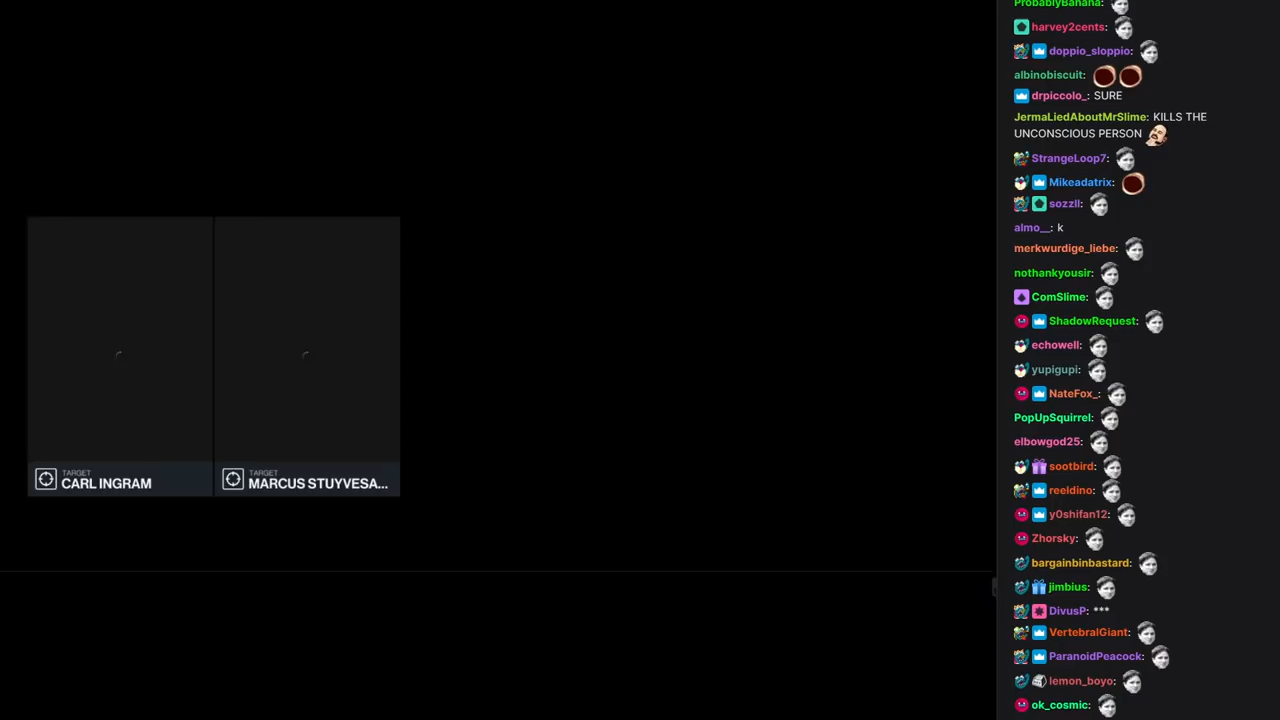 TARGET
CARL INGRAM
TARGET
MARCUS STUYVESA...
ProbablyBanana:
harvey2cents:
doppio_sloppio:
albinobiscuit:
drpiccolo_: SURE
JermaLiedAboutMrSlime: KILLS THE
UNCONSCIOUS PERSON
StrangeLoop7:
Mikeadatrix:
sozzll:
almo__: k
merkwurdige_liebe:
nothankyousir:
ComSlime:
ShadowRequest:
echowell:
yupigupi:
NateFox_:
PopUpSquirrel:
elbowgod25:
sootbird:
reeldino:
y0shifan12:
Zhorsky:
bargainbinbastard:
jimbius:
DivusP: ***
VertebralGiant:
ParanoidPeacock:
lemon_boyo:
ok_cosmic: